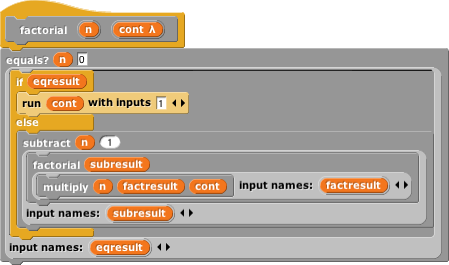 factorial n cont λ
equals? n 0
if eqresult
run cont with inputs 1
else
subtract n 1
factorial subresult
multiply n factresult cont input names: factresult
input names: subresult
input names: eqresult